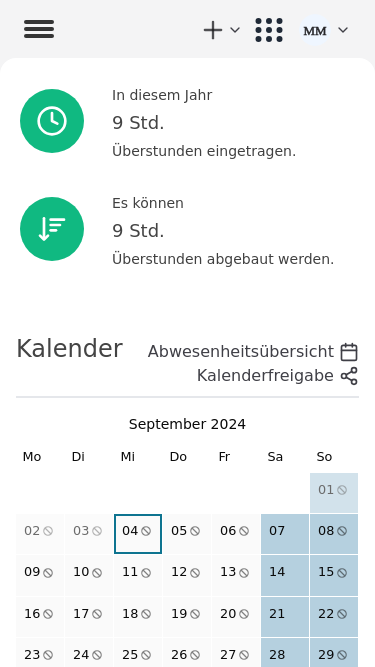 MM
In diesem Jahr
9 Std.
Überstunden eingetragen.
Es können
9 Std.
Überstunden abgebaut werden.
Kalender
Abwesenheitsübersicht
Kalenderfreigabe
September 2024
Mo Di Mi Do Fr Sa So
01
02 03 04 05 06 07 08
09 10 11 12 13 14 15
16 17 18 19 20 21 22
23 24 25 26 27 28 29